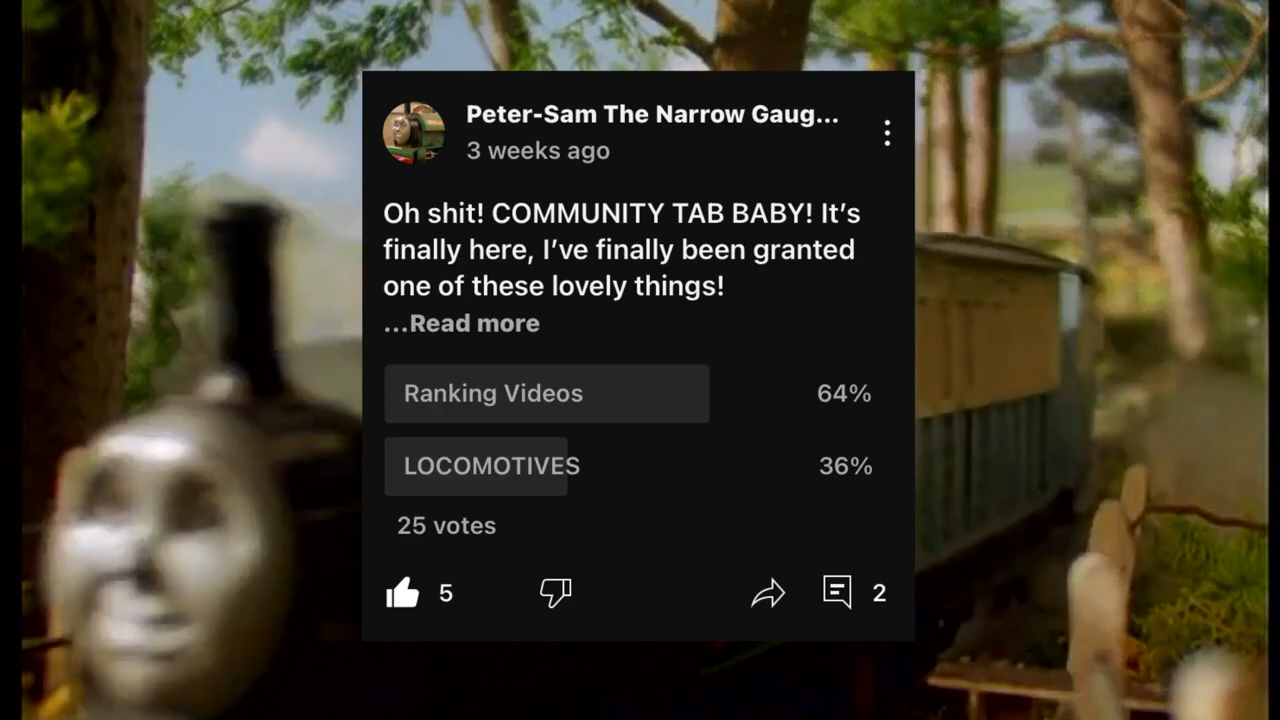 Peter-Sam The Narrow Gaug...
3 weeks ago
Oh shit! COMMUNITY TAB BABY! It’s
finally here, I’ve finally been granted
one of these lovely things!
...Read more
Ranking Videos 64%
LOCOMOTIVES 36%
25 votes
5 2